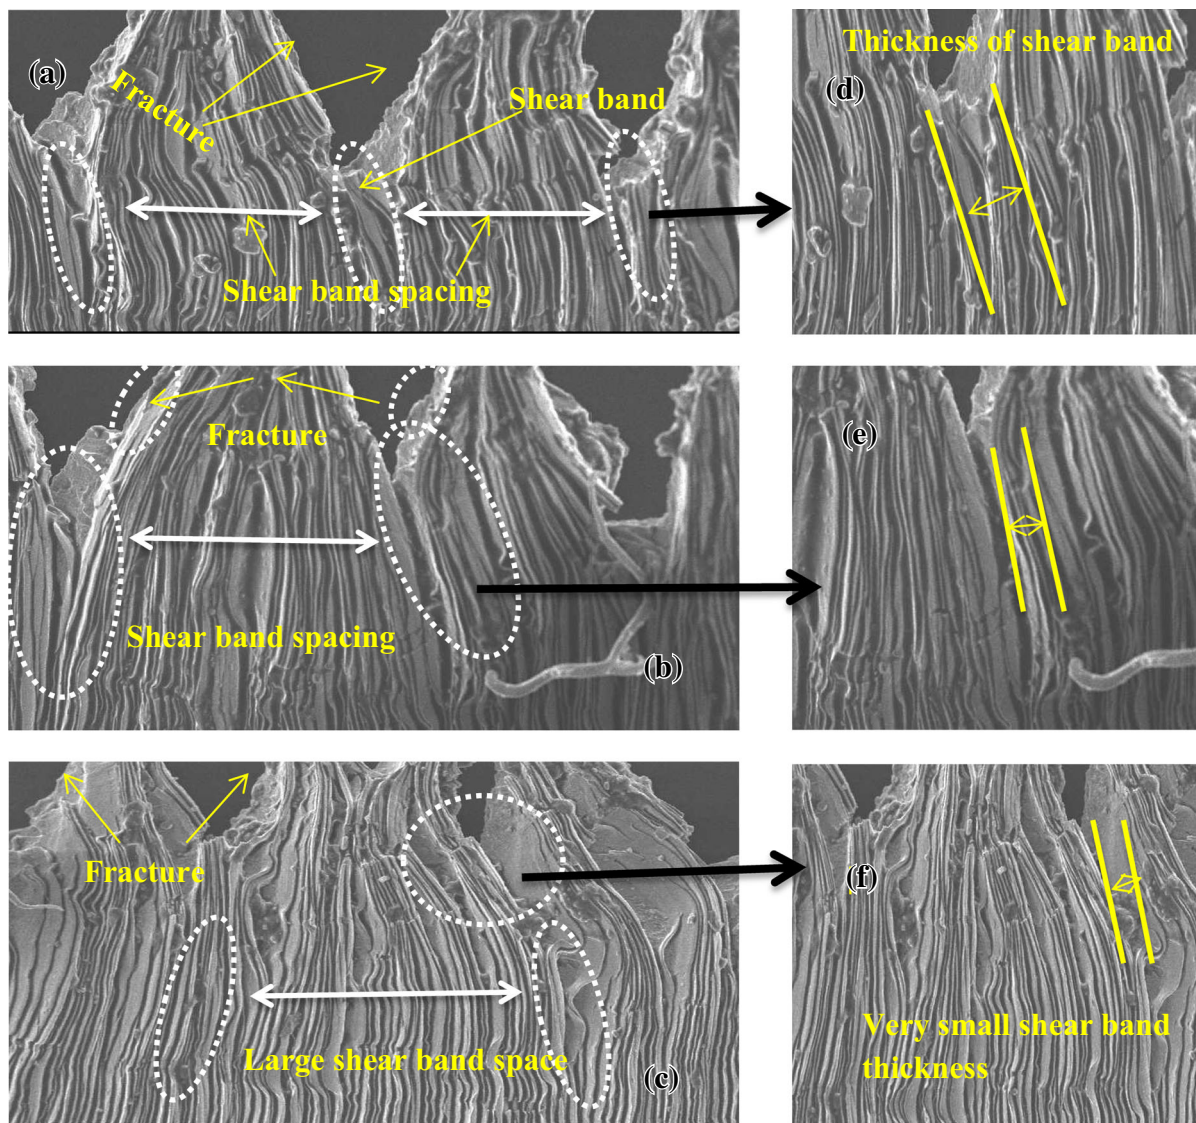 (a)
Fracture
Shear band
Shear band spacing
Thickness of shear band
(d)
Fracture
Shear band spacing
(b)
(e)
Fracture
Large shear band space
(c)
(f)
Very small shear band
thickness